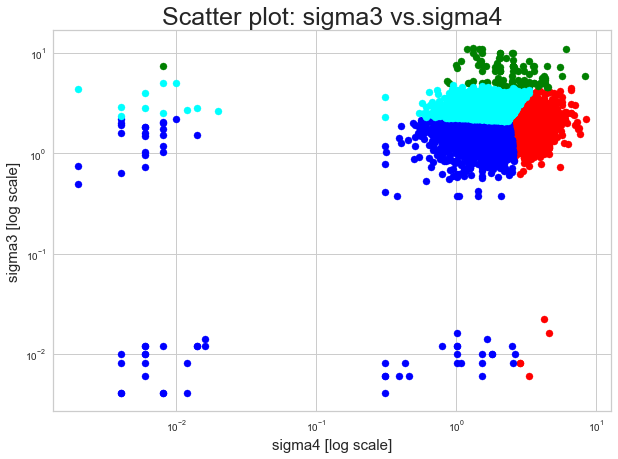 Scatter plot: sigma3 vs.sigma4
sigma3 [log scale]
10¹
10⁰
10⁻¹
10⁻²
10⁻² 10⁻¹ 10⁰ 10¹
sigma4 [log scale]